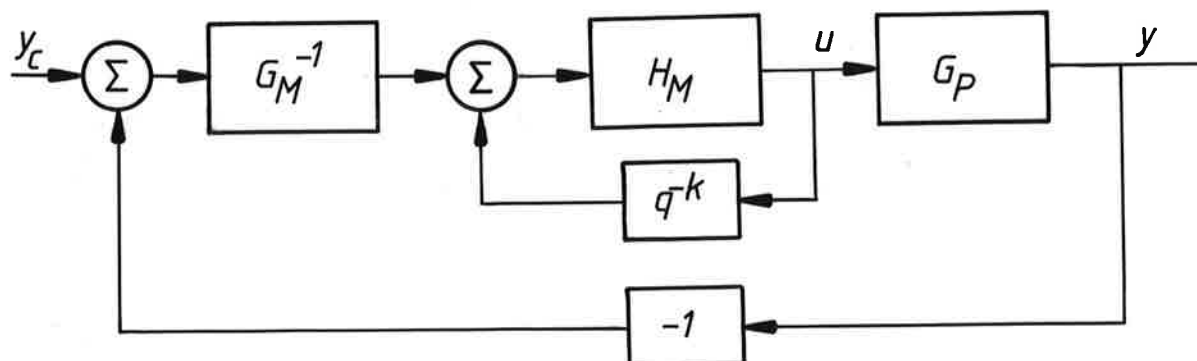 y_c
Σ
G_M^{-1}
Σ
H_M
u
G_P
y
q^{-k}
-1